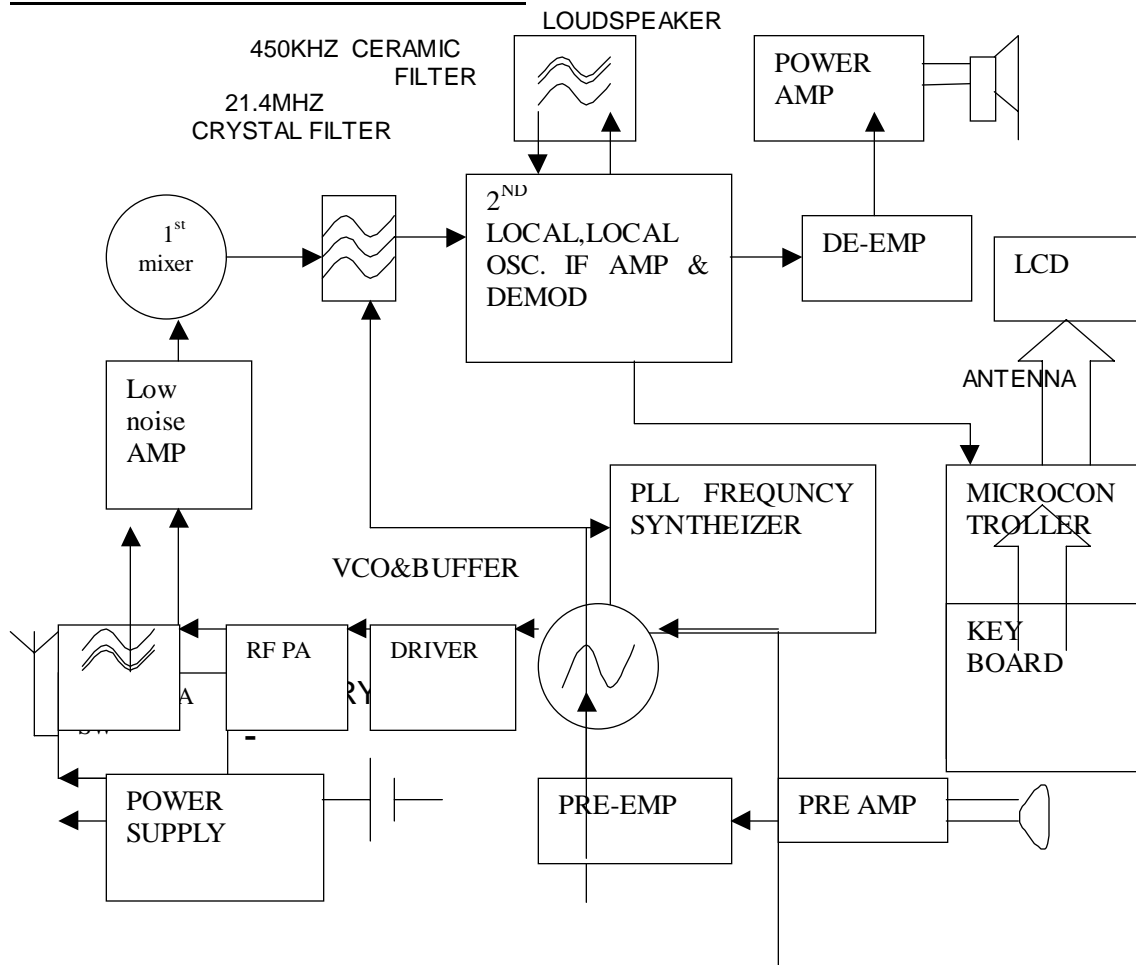 LOUDSPEAKER
450KHZ CERAMIC
FILTER
21.4MHZ
CRYSTAL FILTER
POWER
AMP
1st
mixer
2ND
LOCAL,LOCAL
OSC. IF AMP &
DEMOD
DE-EMP
LCD
ANTENNA
Low
noise
AMP
PLL FREQUNCY
SYNTHEIZER
MICROCON
TROLLER
VCO&BUFFER
RF PA
DRIVER
KEY
BOARD
A
RY
SW
-
POWER
SUPPLY
PRE-EMP
PRE AMP